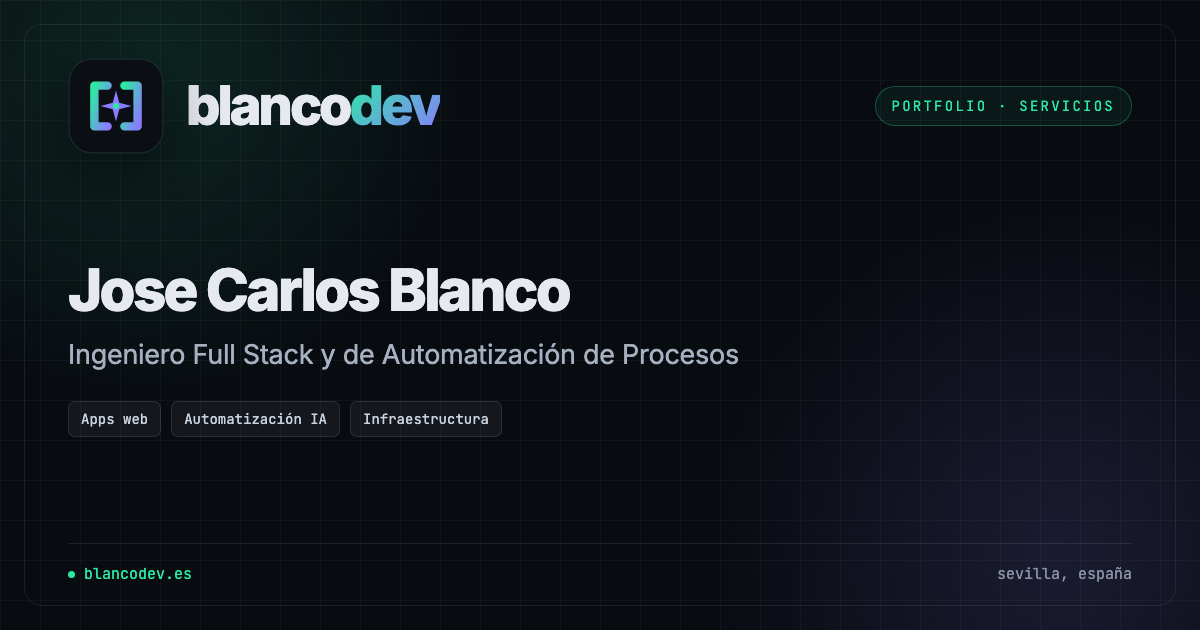 blancodev
PORTFOLIO · SERVICIOS
Jose Carlos Blanco
Ingeniero Full Stack y de Automatización de Procesos
Apps web
Automatización IA
Infraestructura
blancodev.es
sevilla, españa